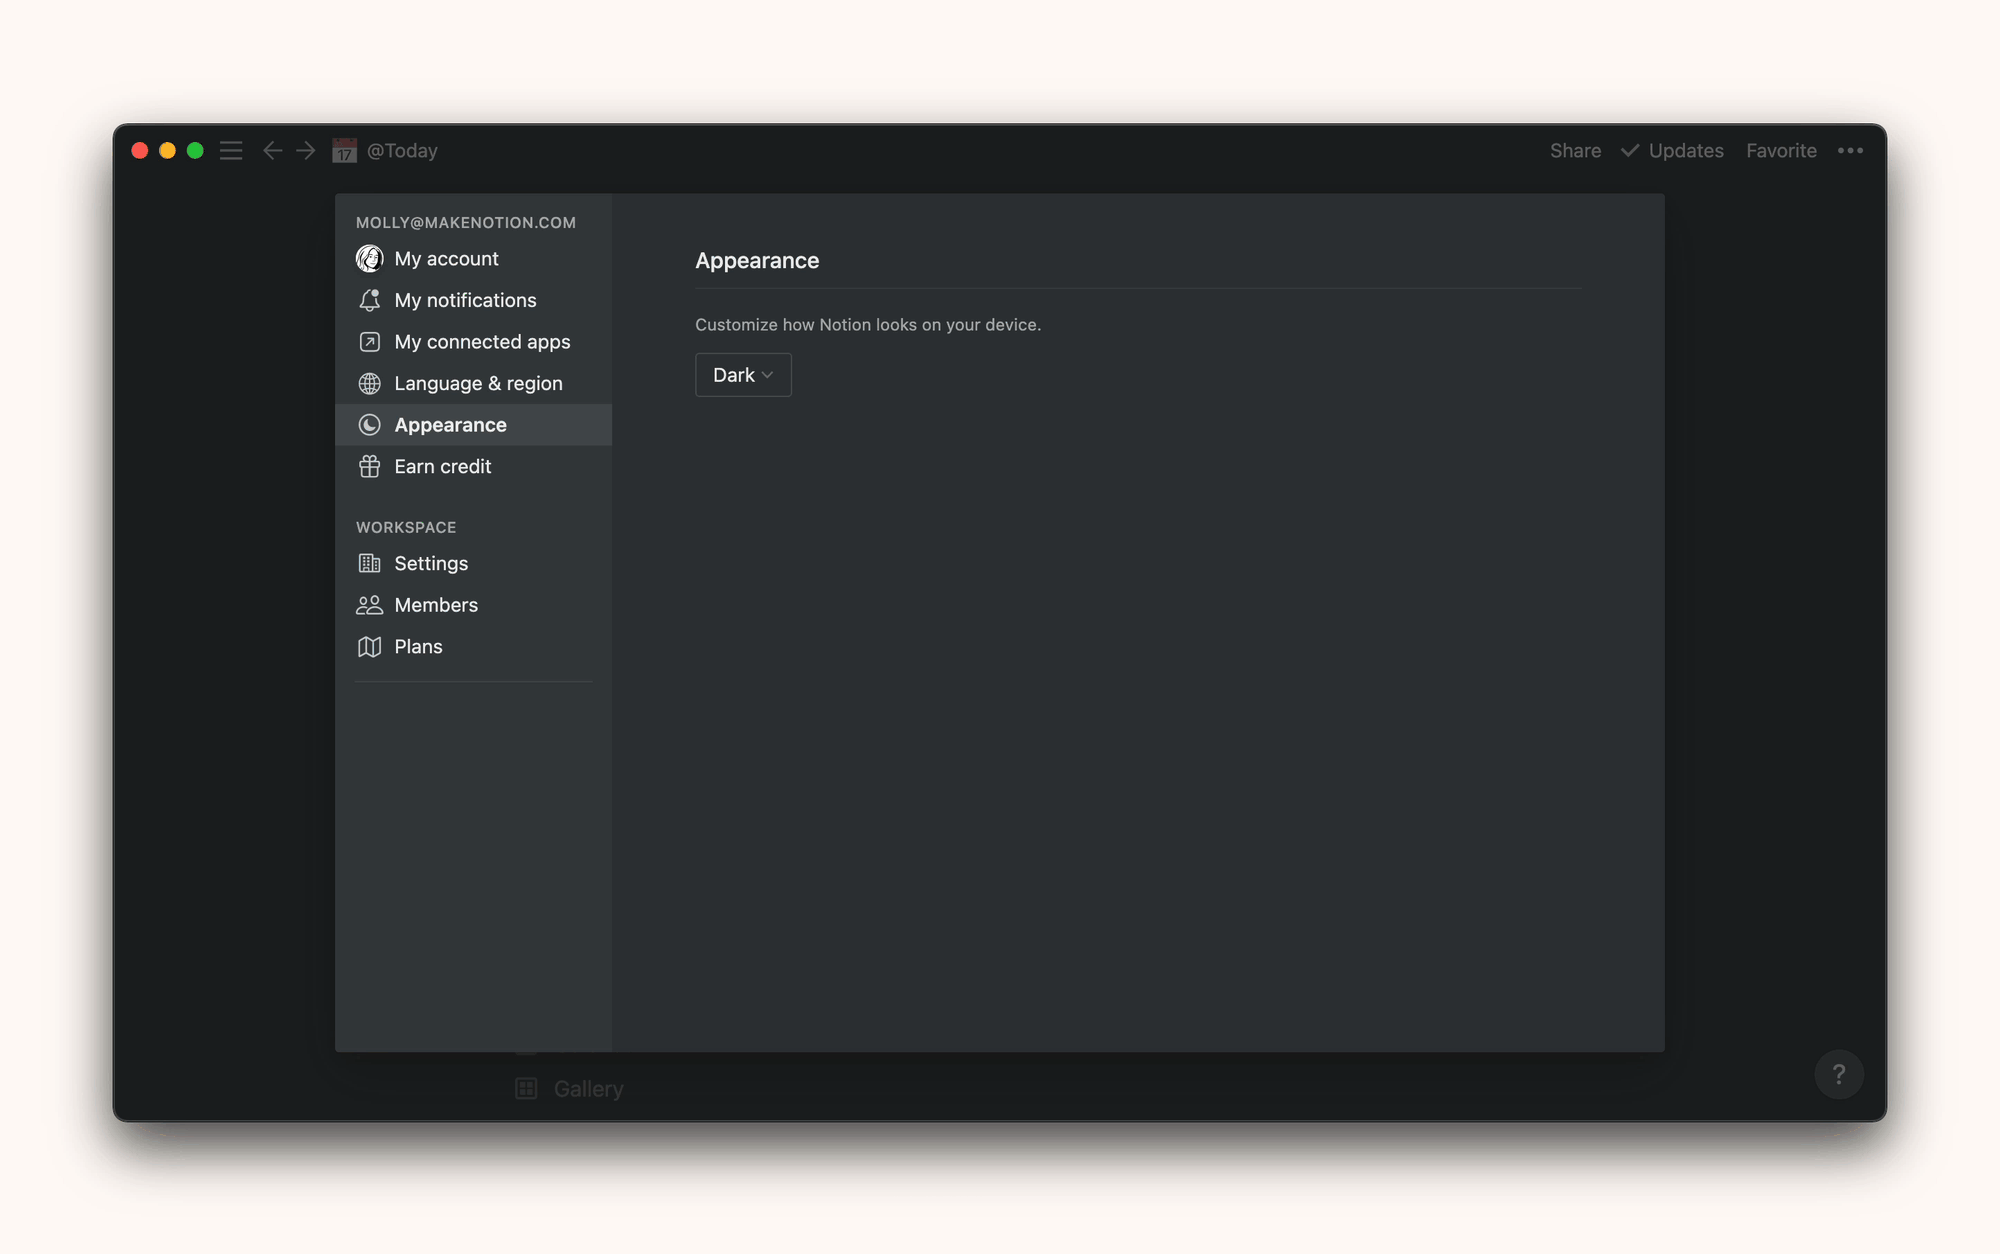 17 @Today
Share Updates Favorite
MOLLY@MAKENOTION.COM
My account
My notifications
My connected apps
Language & region
Appearance
Earn credit
WORKSPACE
Settings
Members
Plans
Appearance
Customize how Notion looks on your device.
Dark
Gallery
?